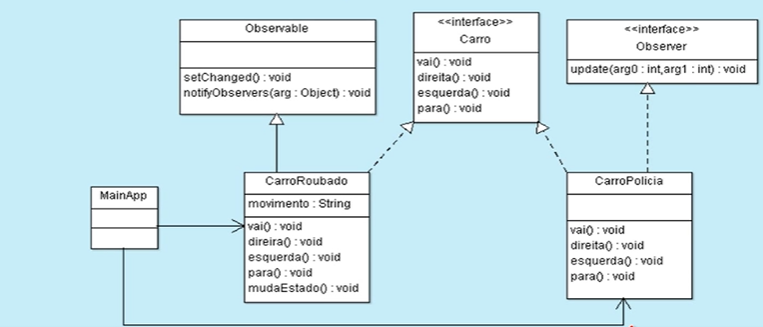 Observable
setChanged() : void
notifyObservers(arg : Object) : void
<<interface>>
Carro
vai() : void
direita() : void
esquerda() : void
para() : void
<<interface>>
Observer
update(arg0 : int,arg1 : int) : void
MainApp
CarroRoubado
movimento : String
vai() : void
direira() : void
esquerda() : void
para() : void
mudaEstado() : void
CarroPolicia
vai() : void
direita() : void
esquerda() : void
para() : void